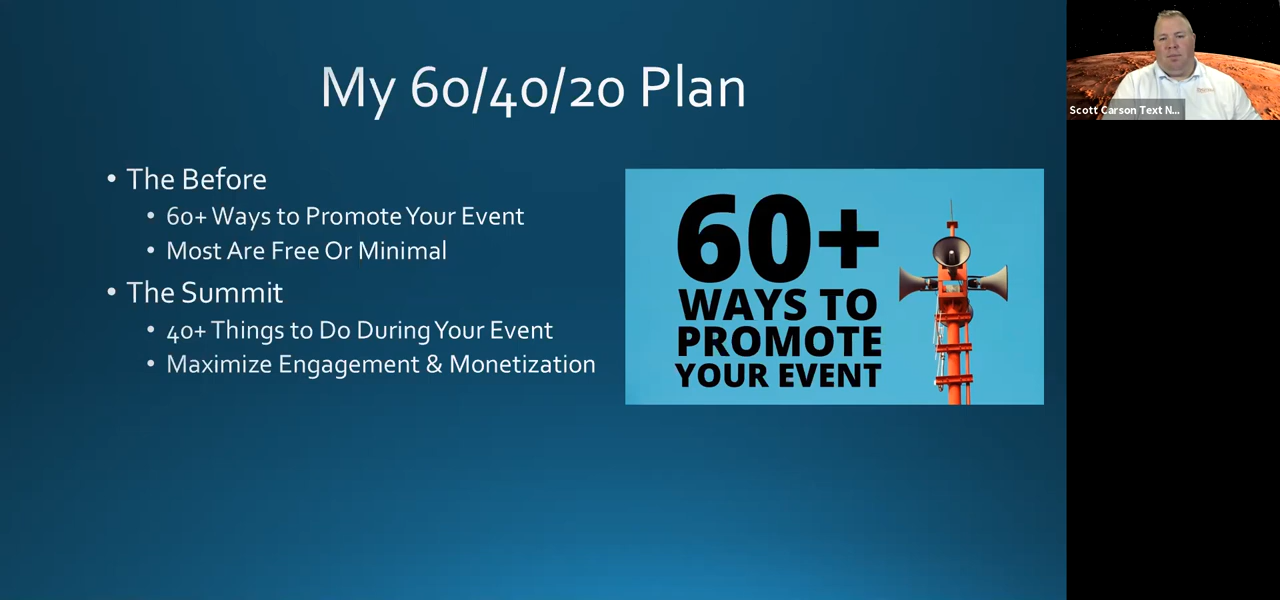 My 60/40/20 Plan
• The Before
• 60+ Ways to Promote Your Event
• Most Are Free Or Minimal
• The Summit
• 40+ Things to Do During Your Event
• Maximize Engagement & Monetization
60+
WAYS TO
PROMOTE
YOUR EVENT
Scott Carson Text N...